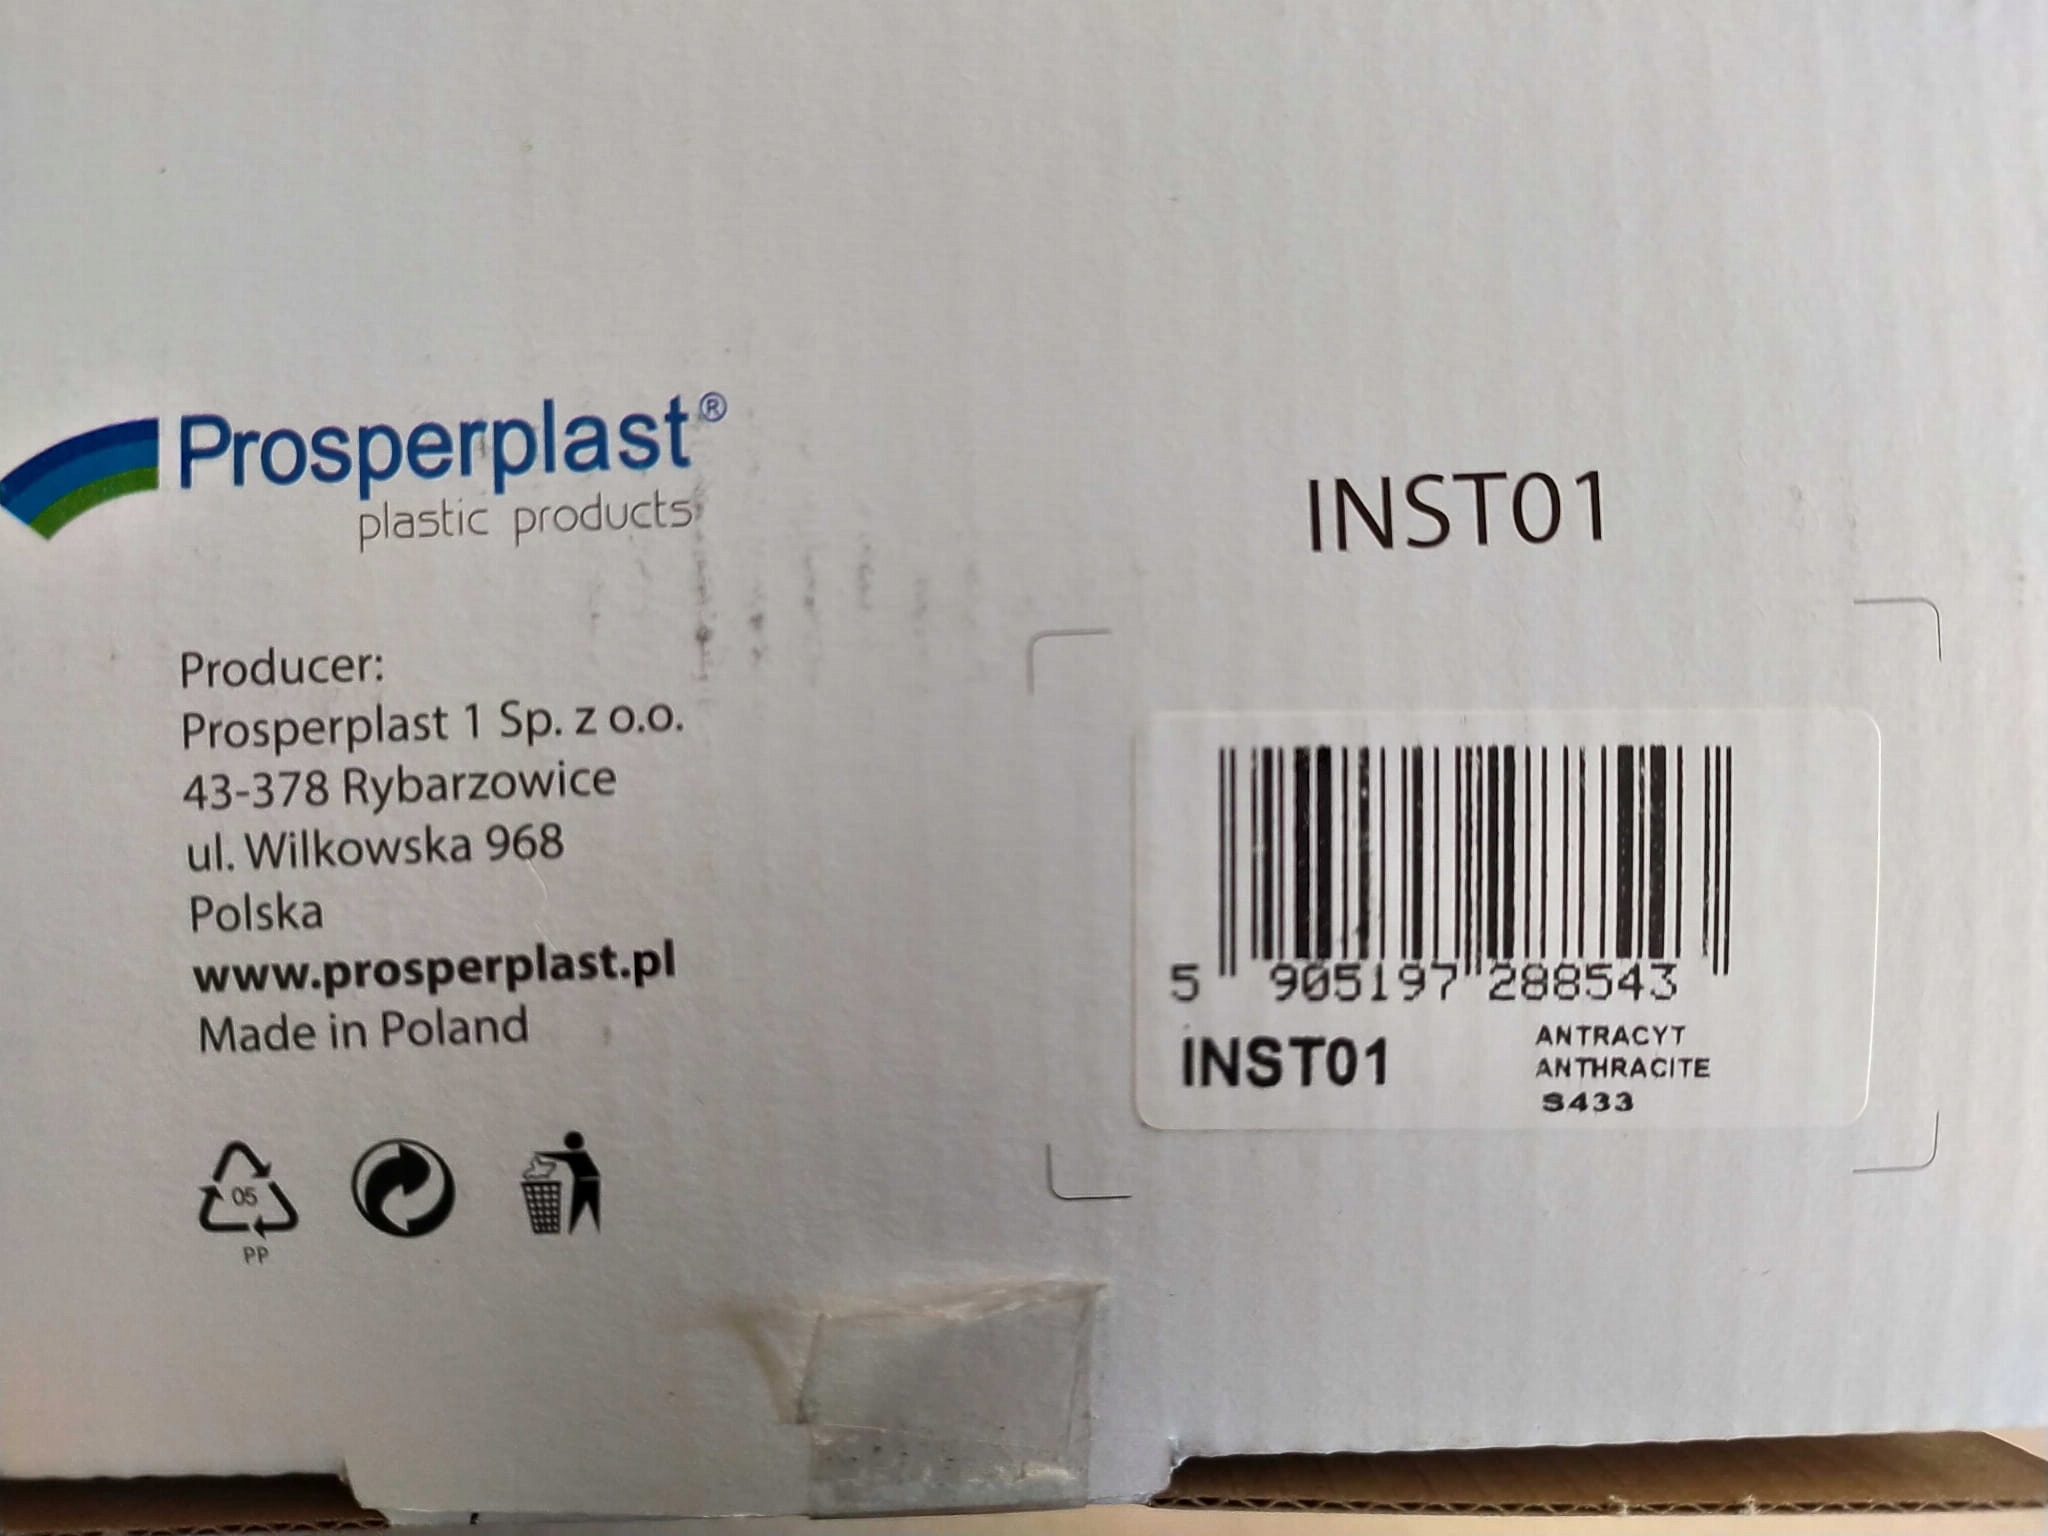 Prosperplast®
plastic products
INST01
Producer:
Prosperplast 1 Sp. z o.o.
43-378 Rybarzowice
ul. Wilkowska 968
Polska
www.prosperplast.pl
Made in Poland
05
PP
5 905197 288543
INST01
ANTRACYT
ANTHRACITE
S433